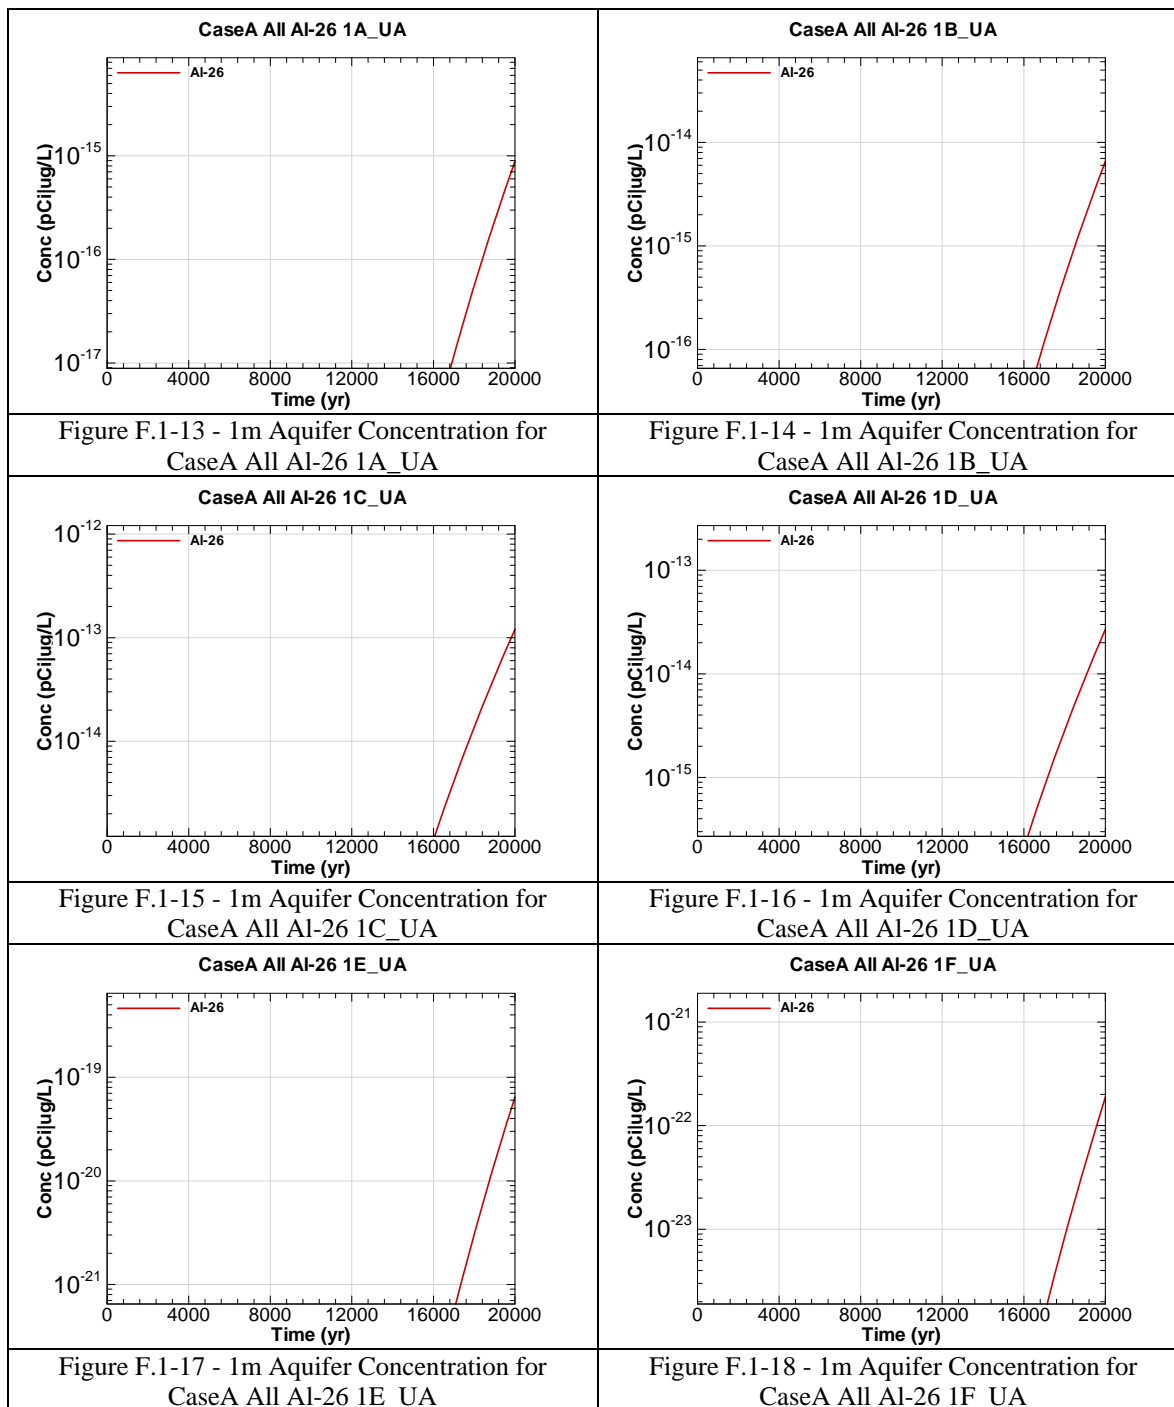 CaseA All Al-26 1A_UA
Al-26
10-15
10-16
10-17
Conc (pCi|ug/L)
0 4000 8000 12000 16000 20000
Time (yr)
Figure F.1-13 - 1m Aquifer Concentration for
CaseA All Al-26 1A_UA
CaseA All Al-26 1B_UA
Al-26
10-14
10-15
10-16
Conc (pCi|ug/L)
0 4000 8000 12000 16000 20000
Time (yr)
Figure F.1-14 - 1m Aquifer Concentration for
CaseA All Al-26 1B_UA
CaseA All Al-26 1C_UA
Al-26
10-12
10-13
10-14
Conc (pCi|ug/L)
0 4000 8000 12000 16000 20000
Time (yr)
Figure F.1-15 - 1m Aquifer Concentration for
CaseA All Al-26 1C_UA
CaseA All Al-26 1D_UA
Al-26
10-13
10-14
10-15
Conc (pCi|ug/L)
0 4000 8000 12000 16000 20000
Time (yr)
Figure F.1-16 - 1m Aquifer Concentration for
CaseA All Al-26 1D_UA
CaseA All Al-26 1E_UA
Al-26
10-19
10-20
10-21
Conc (pCi|ug/L)
0 4000 8000 12000 16000 20000
Time (yr)
Figure F.1-17 - 1m Aquifer Concentration for
CaseA All Al-26 1E_UA
CaseA All Al-26 1F_UA
Al-26
10-21
10-22
10-23
Conc (pCi|ug/L)
0 4000 8000 12000 16000 20000
Time (yr)
Figure F.1-18 - 1m Aquifer Concentration for
CaseA All Al-26 1F_UA